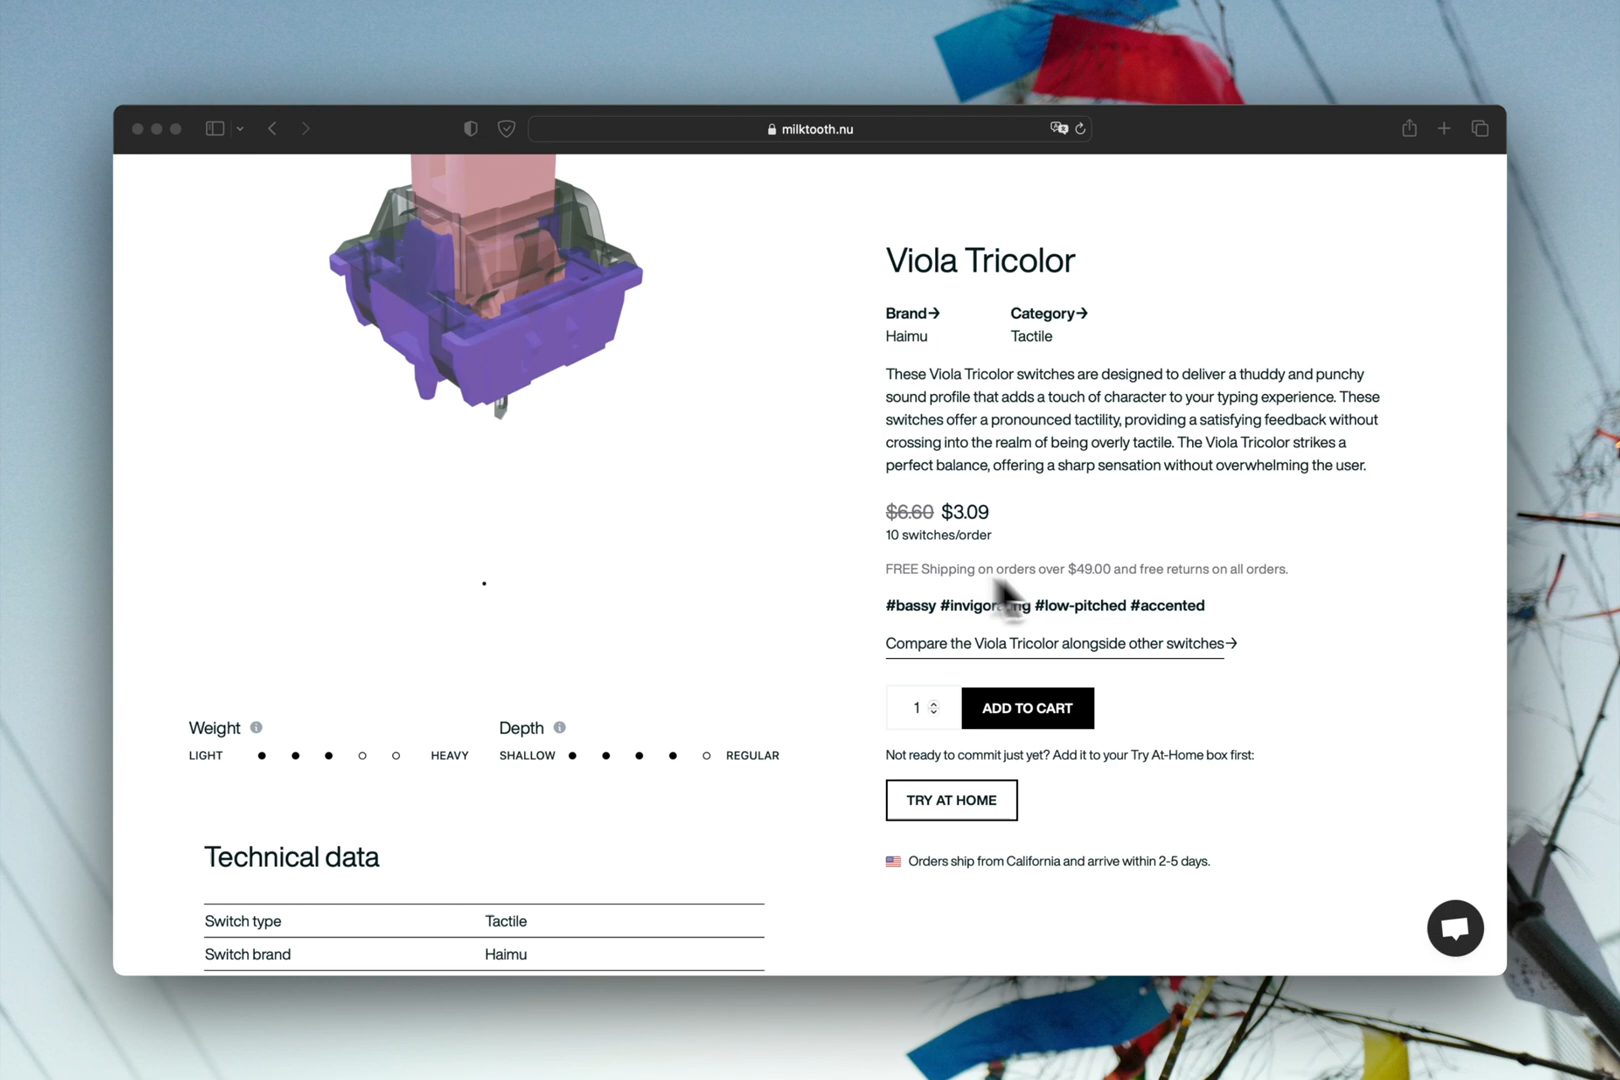 milktooth.nu
Viola Tricolor
Brand→ Category→
Haimu Tactile
These Viola Tricolor switches are designed to deliver a thuddy and punchy
sound profile that adds a touch of character to your typing experience. These
switches offer a pronounced tactility, providing a satisfying feedback without
crossing into the realm of being overly tactile. The Viola Tricolor strikes a
perfect balance, offering a sharp sensation without overwhelming the user.
$6.60 $3.09
10 switches/order
FREE Shipping on orders over $49.00 and free returns on all orders.
#bassy #invigorating #low-pitched #accented
Compare the Viola Tricolor alongside other switches→
1 ADD TO CART
Not ready to commit just yet? Add it to your Try At-Home box first:
TRY AT HOME
Orders ship from California and arrive within 2-5 days.
Weight
LIGHT HEAVY
Depth
SHALLOW REGULAR
Technical data
Switch type Tactile
Switch brand Haimu